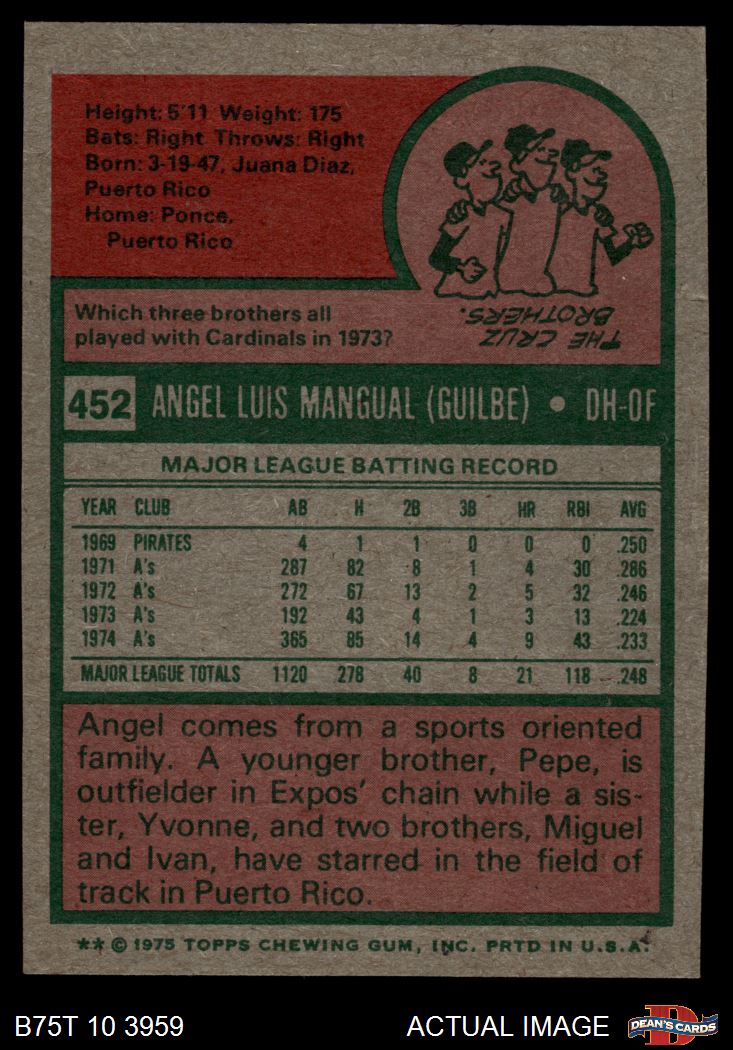 Height: 5'11 Weight: 175
Bats: Right Throws: Right
Born: 3-19-47, Juana Diaz,
Puerto Rico
Home: Ponce,
Puerto Rico
Which three brothers all
played with Cardinals in 1973?
THE CRUZ
BROTHERS.
452 ANGEL LUIS MANGUAL (GUILBE) • DH-OF
MAJOR LEAGUE BATTING RECORD
YEAR CLUB AB H 2B 3B HR RBI AVG
1969 PIRATES 4 1 1 0 0 0 .250
1971 A's 287 82 8 1 4 30 .286
1972 A's 272 67 13 2 5 32 .246
1973 A's 192 43 4 1 3 13 .224
1974 A's 365 85 14 4 9 43 .233
MAJOR LEAGUE TOTALS 1120 278 40 8 21 118 .248
Angel comes from a sports oriented
family. A younger brother, Pepe, is
outfielder in Expos' chain while a sis-
ter, Yvonne, and two brothers, Miguel
and Ivan, have starred in the field of
track in Puerto Rico.
** © 1975 TOPPS CHEWING GUM, INC. PRTD IN U.S.A.
B75T 10 3959 ACTUAL IMAGE
DEAN'S CARDS